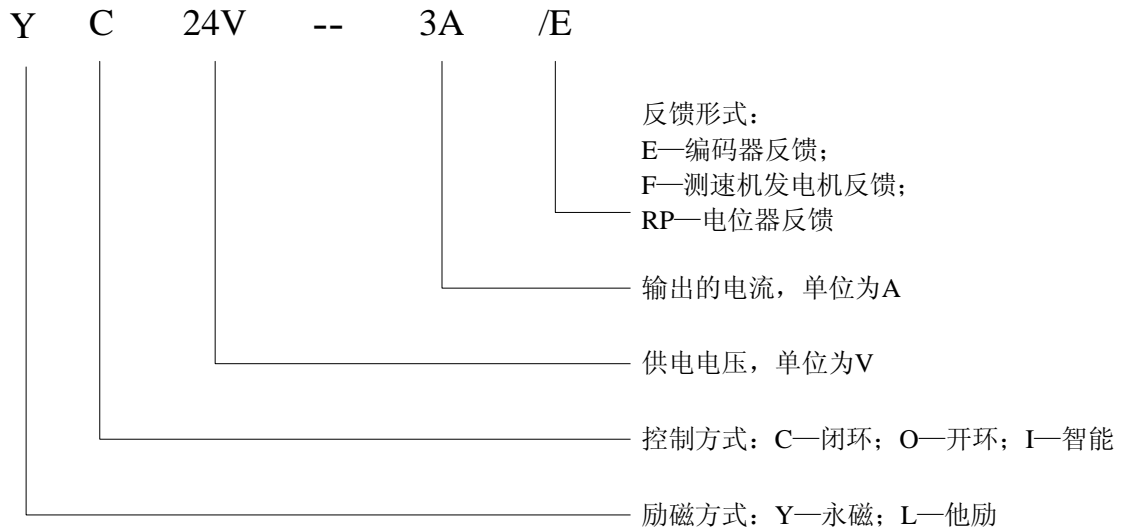 Y C 24V -- 3A /E
反馈形式：
E—编码器反馈；
F—测速机发电机反馈；
RP—电位器反馈
输出的电流，单位为A
供电电压，单位为V
控制方式：C—闭环；O—开环；I—智能
励磁方式：Y—永磁；L—他励